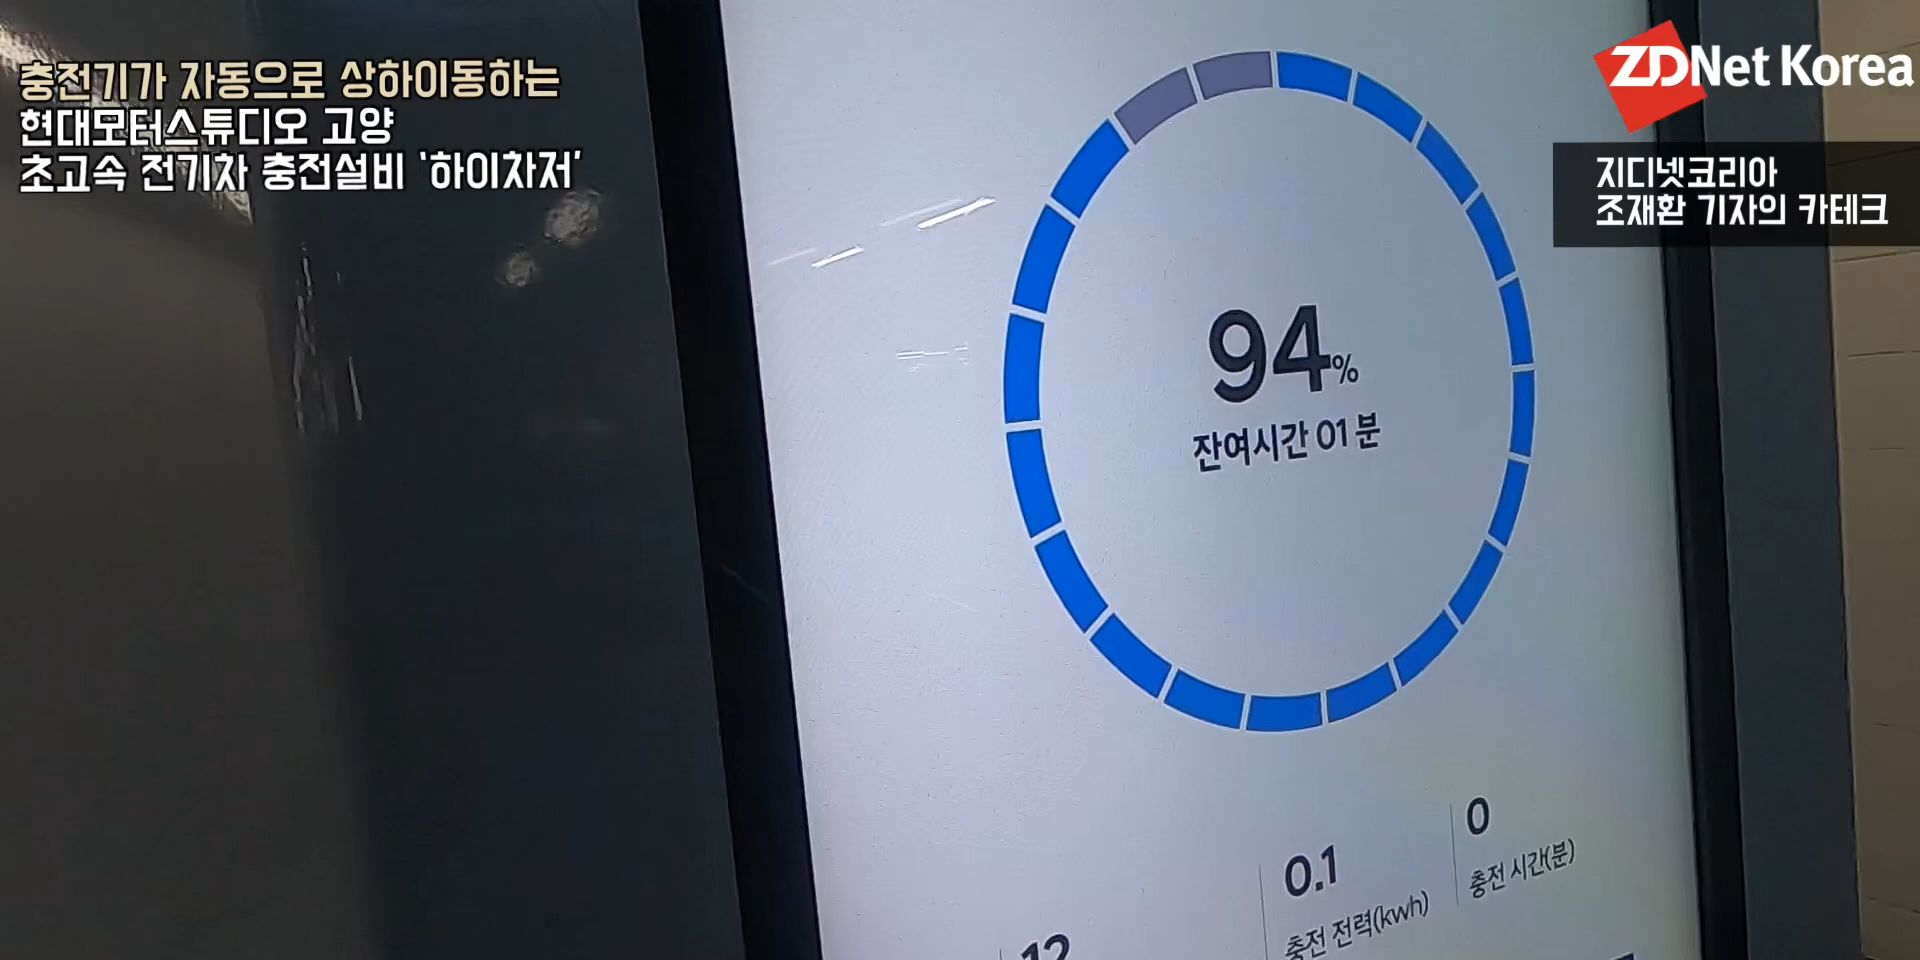 충전기가 자동으로 상하이동하는
현대모터스튜디오 고양
초고속 전기차 충전설비 '하이차저'
ZDNet Korea
지디넷코리아
조재환 기자의 카테크
94%
잔여시간 01 분
12
0.1
충전 전력(kwh)
0
충전 시간(분)